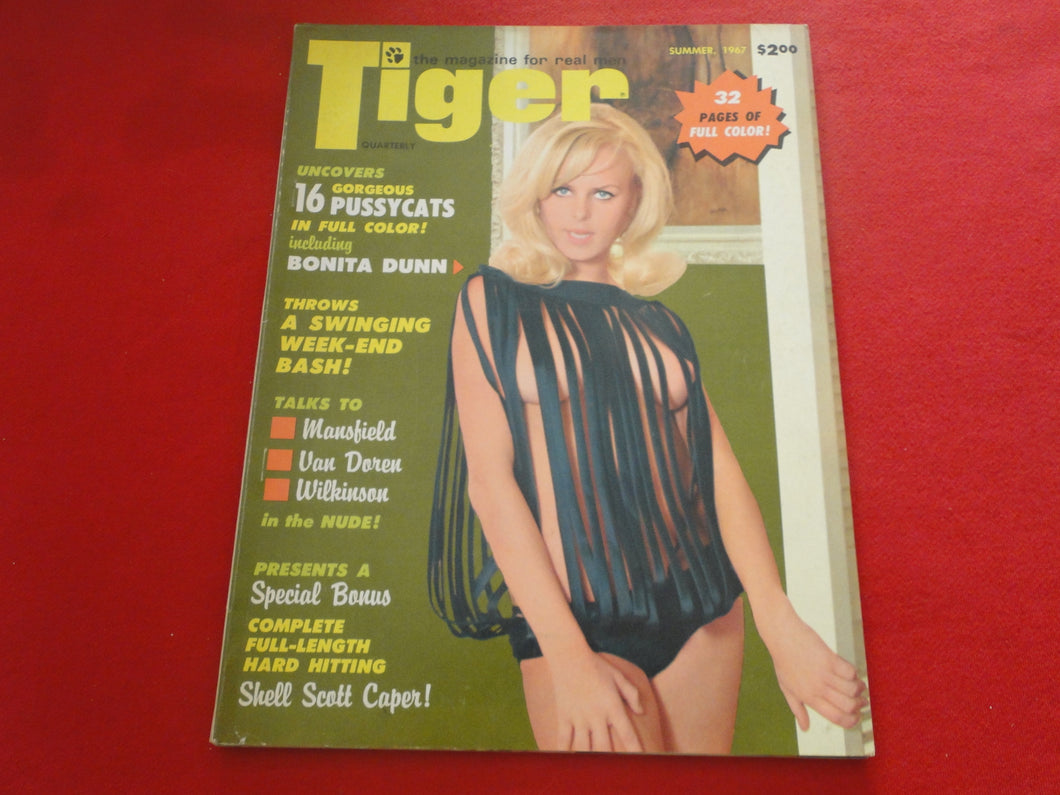 the magazine for real men
Tiger
QUARTERLY
SUMMER, 1967 $2.00
32
PAGES OF
FULL COLOR!
UNCOVERS
16 GORGEOUS
PUSSYCATS
IN FULL COLOR!
including
BONITA DUNN
THROWS
A SWINGING
WEEK-END
BASH!
TALKS TO
Mansfield
Van Doren
Wilkinson
in the NUDE!
PRESENTS A
Special Bonus
COMPLETE
FULL-LENGTH
HARD HITTING
Shell Scott Caper!